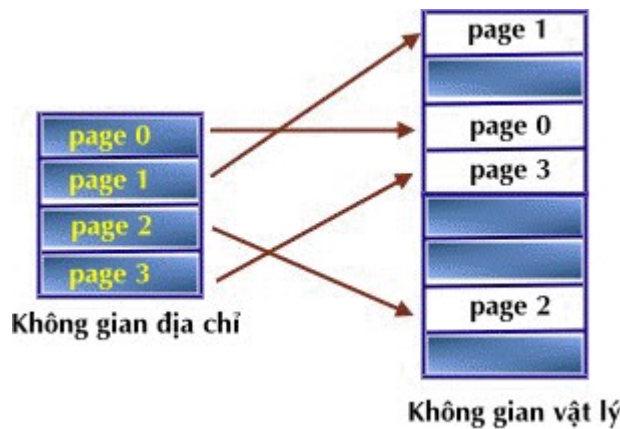 page 0
page 1
page 2
page 3
Không gian địa chỉ
page 1
page 0
page 3
page 2
Không gian vật lý